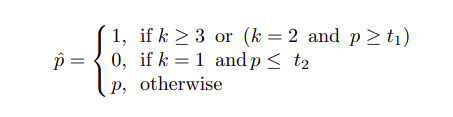 1, if k ≥ 3 or (k = 2 and p ≥ t₁)
p̂ = { 0, if k = 1 and p ≤ t₂
p, otherwise